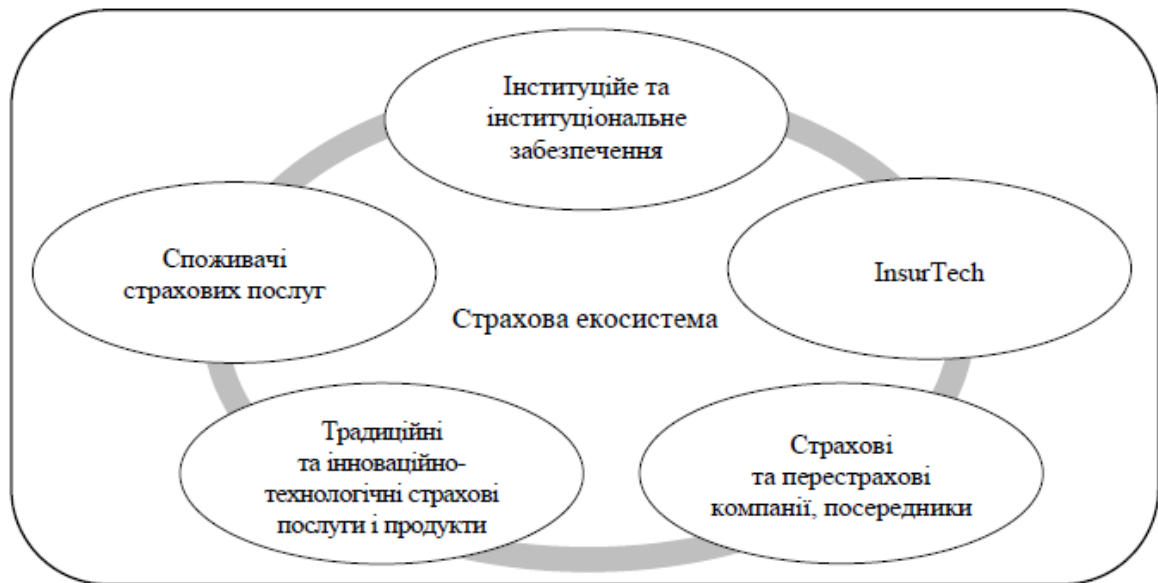 Інституційе та
інституціональне
забезпечення
Споживачі
страхових послуг
InsurTech
Страхова екосистема
Традиційні
та інноваційно-
технологічні страхові
послуги і продукти
Страхові
та перестрахові
компанії, посередники